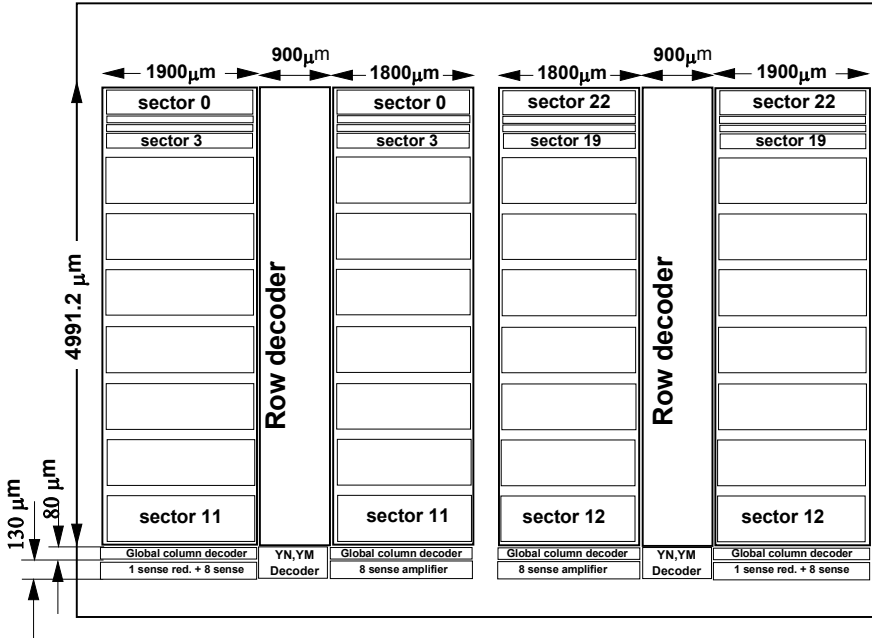 900μm
900μm
1900μm
1800μm
1800μm
1900μm
sector 0
sector 0
sector 22
sector 22
sector 3
sector 3
sector 19
sector 19
4991.2 μm
Row decoder
Row decoder
sector 11
sector 11
sector 12
sector 12
130 μm
80 μm
Global column decoder
YN,YM
Decoder
Global column decoder
Global column decoder
YN,YM
Decoder
Global column decoder
1 sense red. + 8 sense
8 sense amplifier
8 sense amplifier
1 sense red. + 8 sense